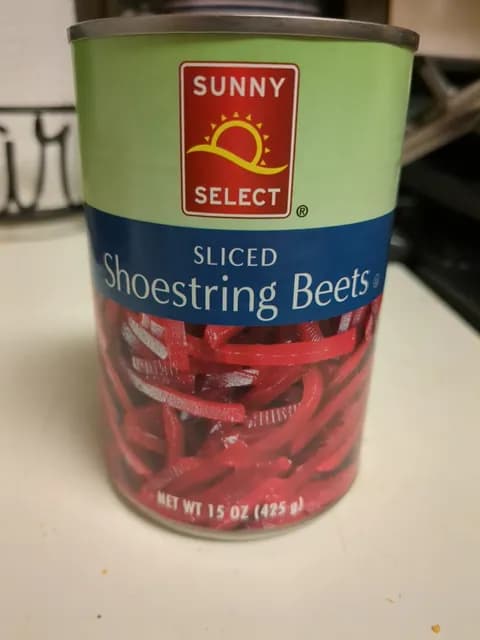 SUNNY
SELECT
®
SLICED
Shoestring Beets
NET WT 15 OZ (425 g)